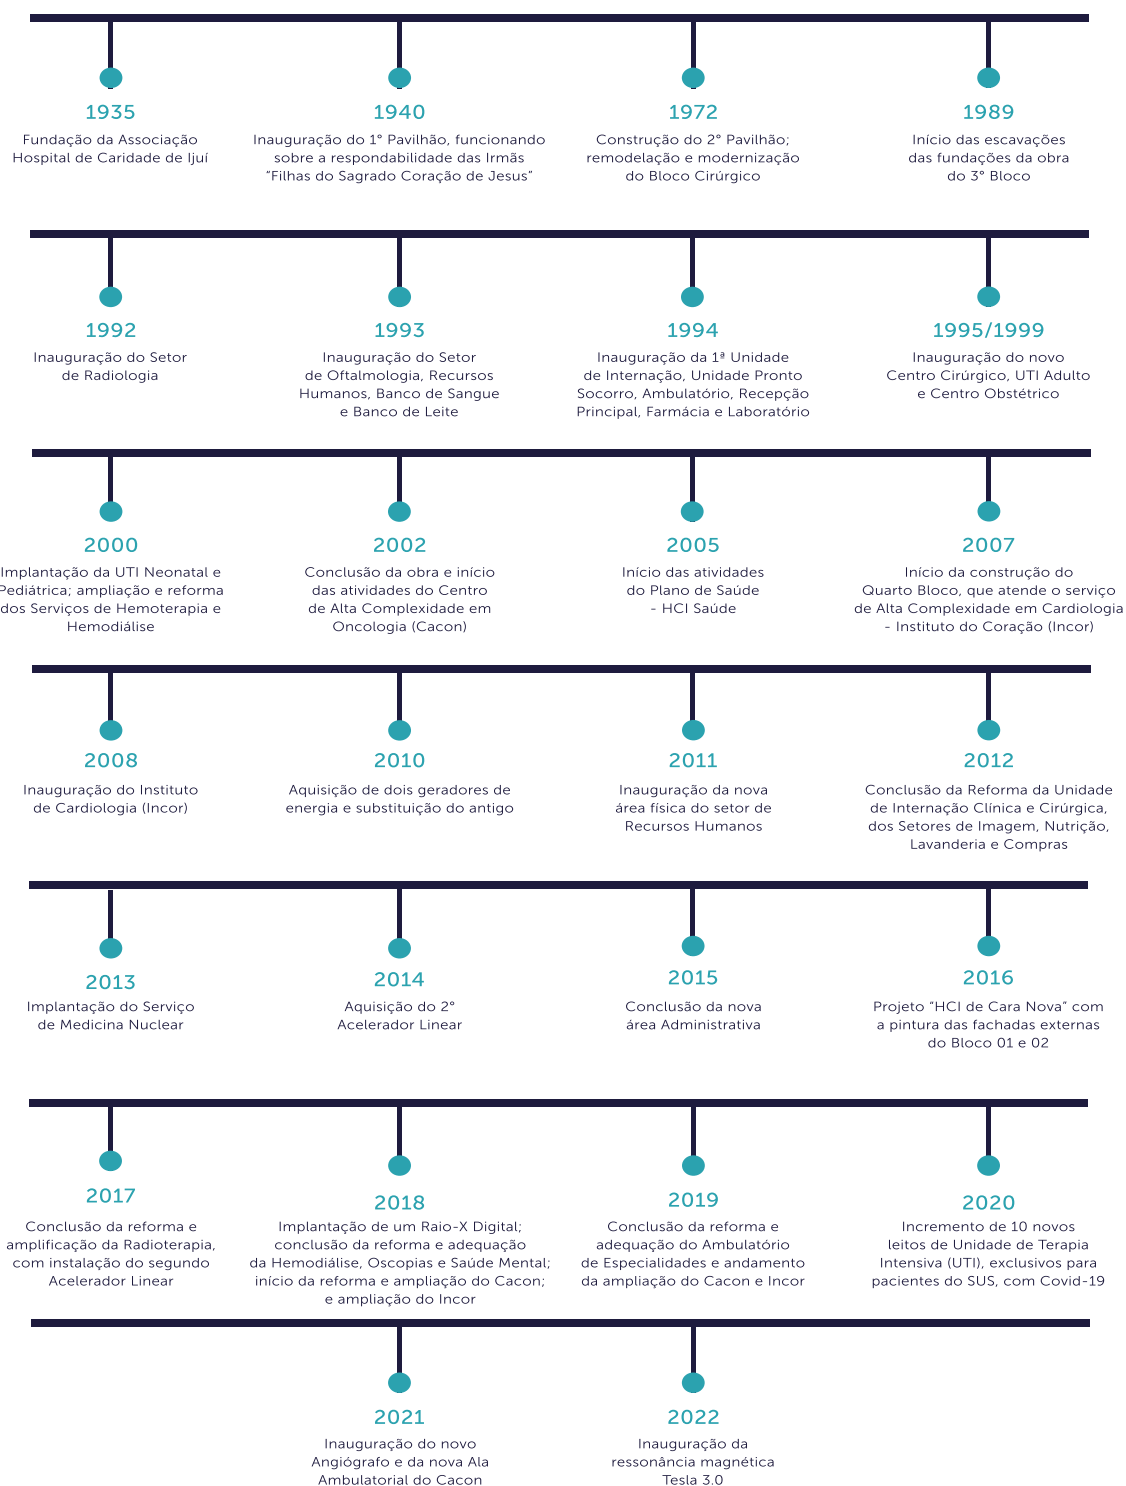 1935
Fundação da Associação
Hospital de Caridade de Ijuí
1940
Inauguração do 1° Pavilhão, funcionando
sobre a respondabilidade das Irmãs
“Filhas do Sagrado Coração de Jesus”
1972
Construção do 2° Pavilhão;
remodelação e modernização
do Bloco Cirúrgico
1989
Início das escavações
das fundações da obra
do 3° Bloco
1992
Inauguração do Setor
de Radiologia
1993
Inauguração do Setor
de Oftalmologia, Recursos
Humanos, Banco de Sangue
e Banco de Leite
1994
Inauguração da 1ª Unidade
de Internação, Unidade Pronto
Socorro, Ambulatório, Recepção
Principal, Farmácia e Laboratório
1995/1999
Inauguração do novo
Centro Cirúrgico, UTI Adulto
e Centro Obstétrico
2000
Implantação da UTI Neonatal e
Pediátrica; ampliação e reforma
dos Serviços de Hemoterapia e
Hemodiálise
2002
Conclusão da obra e início
das atividades do Centro
de Alta Complexidade em
Oncologia (Cacon)
2005
Início das atividades
do Plano de Saúde
- HCI Saúde
2007
Início da construção do
Quarto Bloco, que atende o serviço
de Alta Complexidade em Cardiologia
- Instituto do Coração (Incor)
2008
Inauguração do Instituto
de Cardiologia (Incor)
2010
Aquisição de dois geradores de
energia e substituição do antigo
2011
Inauguração da nova
área física do setor de
Recursos Humanos
2012
Conclusão da Reforma da Unidade
de Internação Clínica e Cirúrgica,
dos Setores de Imagem, Nutrição,
Lavanderia e Compras
2013
Implantação do Serviço
de Medicina Nuclear
2014
Aquisição do 2°
Acelerador Linear
2015
Conclusão da nova
área Administrativa
2016
Projeto “HCI de Cara Nova” com
a pintura das fachadas externas
do Bloco 01 e 02
2017
Conclusão da reforma e
amplificação da Radioterapia,
com instalação do segundo
Acelerador Linear
2018
Implantação de um Raio-X Digital;
conclusão da reforma e adequação
da Hemodiálise, Oscopias e Saúde Mental;
início da reforma e ampliação do Cacon;
e ampliação do Incor
2019
Conclusão da reforma e
adequação do Ambulatório
de Especialidades e andamento
da ampliação do Cacon e Incor
2020
Incremento de 10 novos
leitos de Unidade de Terapia
Intensiva (UTI), exclusivos para
pacientes do SUS, com Covid-19
2021
Inauguração do novo
Angiógrafo e da nova Ala
Ambulatorial do Cacon
2022
Inauguração da
ressonância magnética
Tesla 3.0